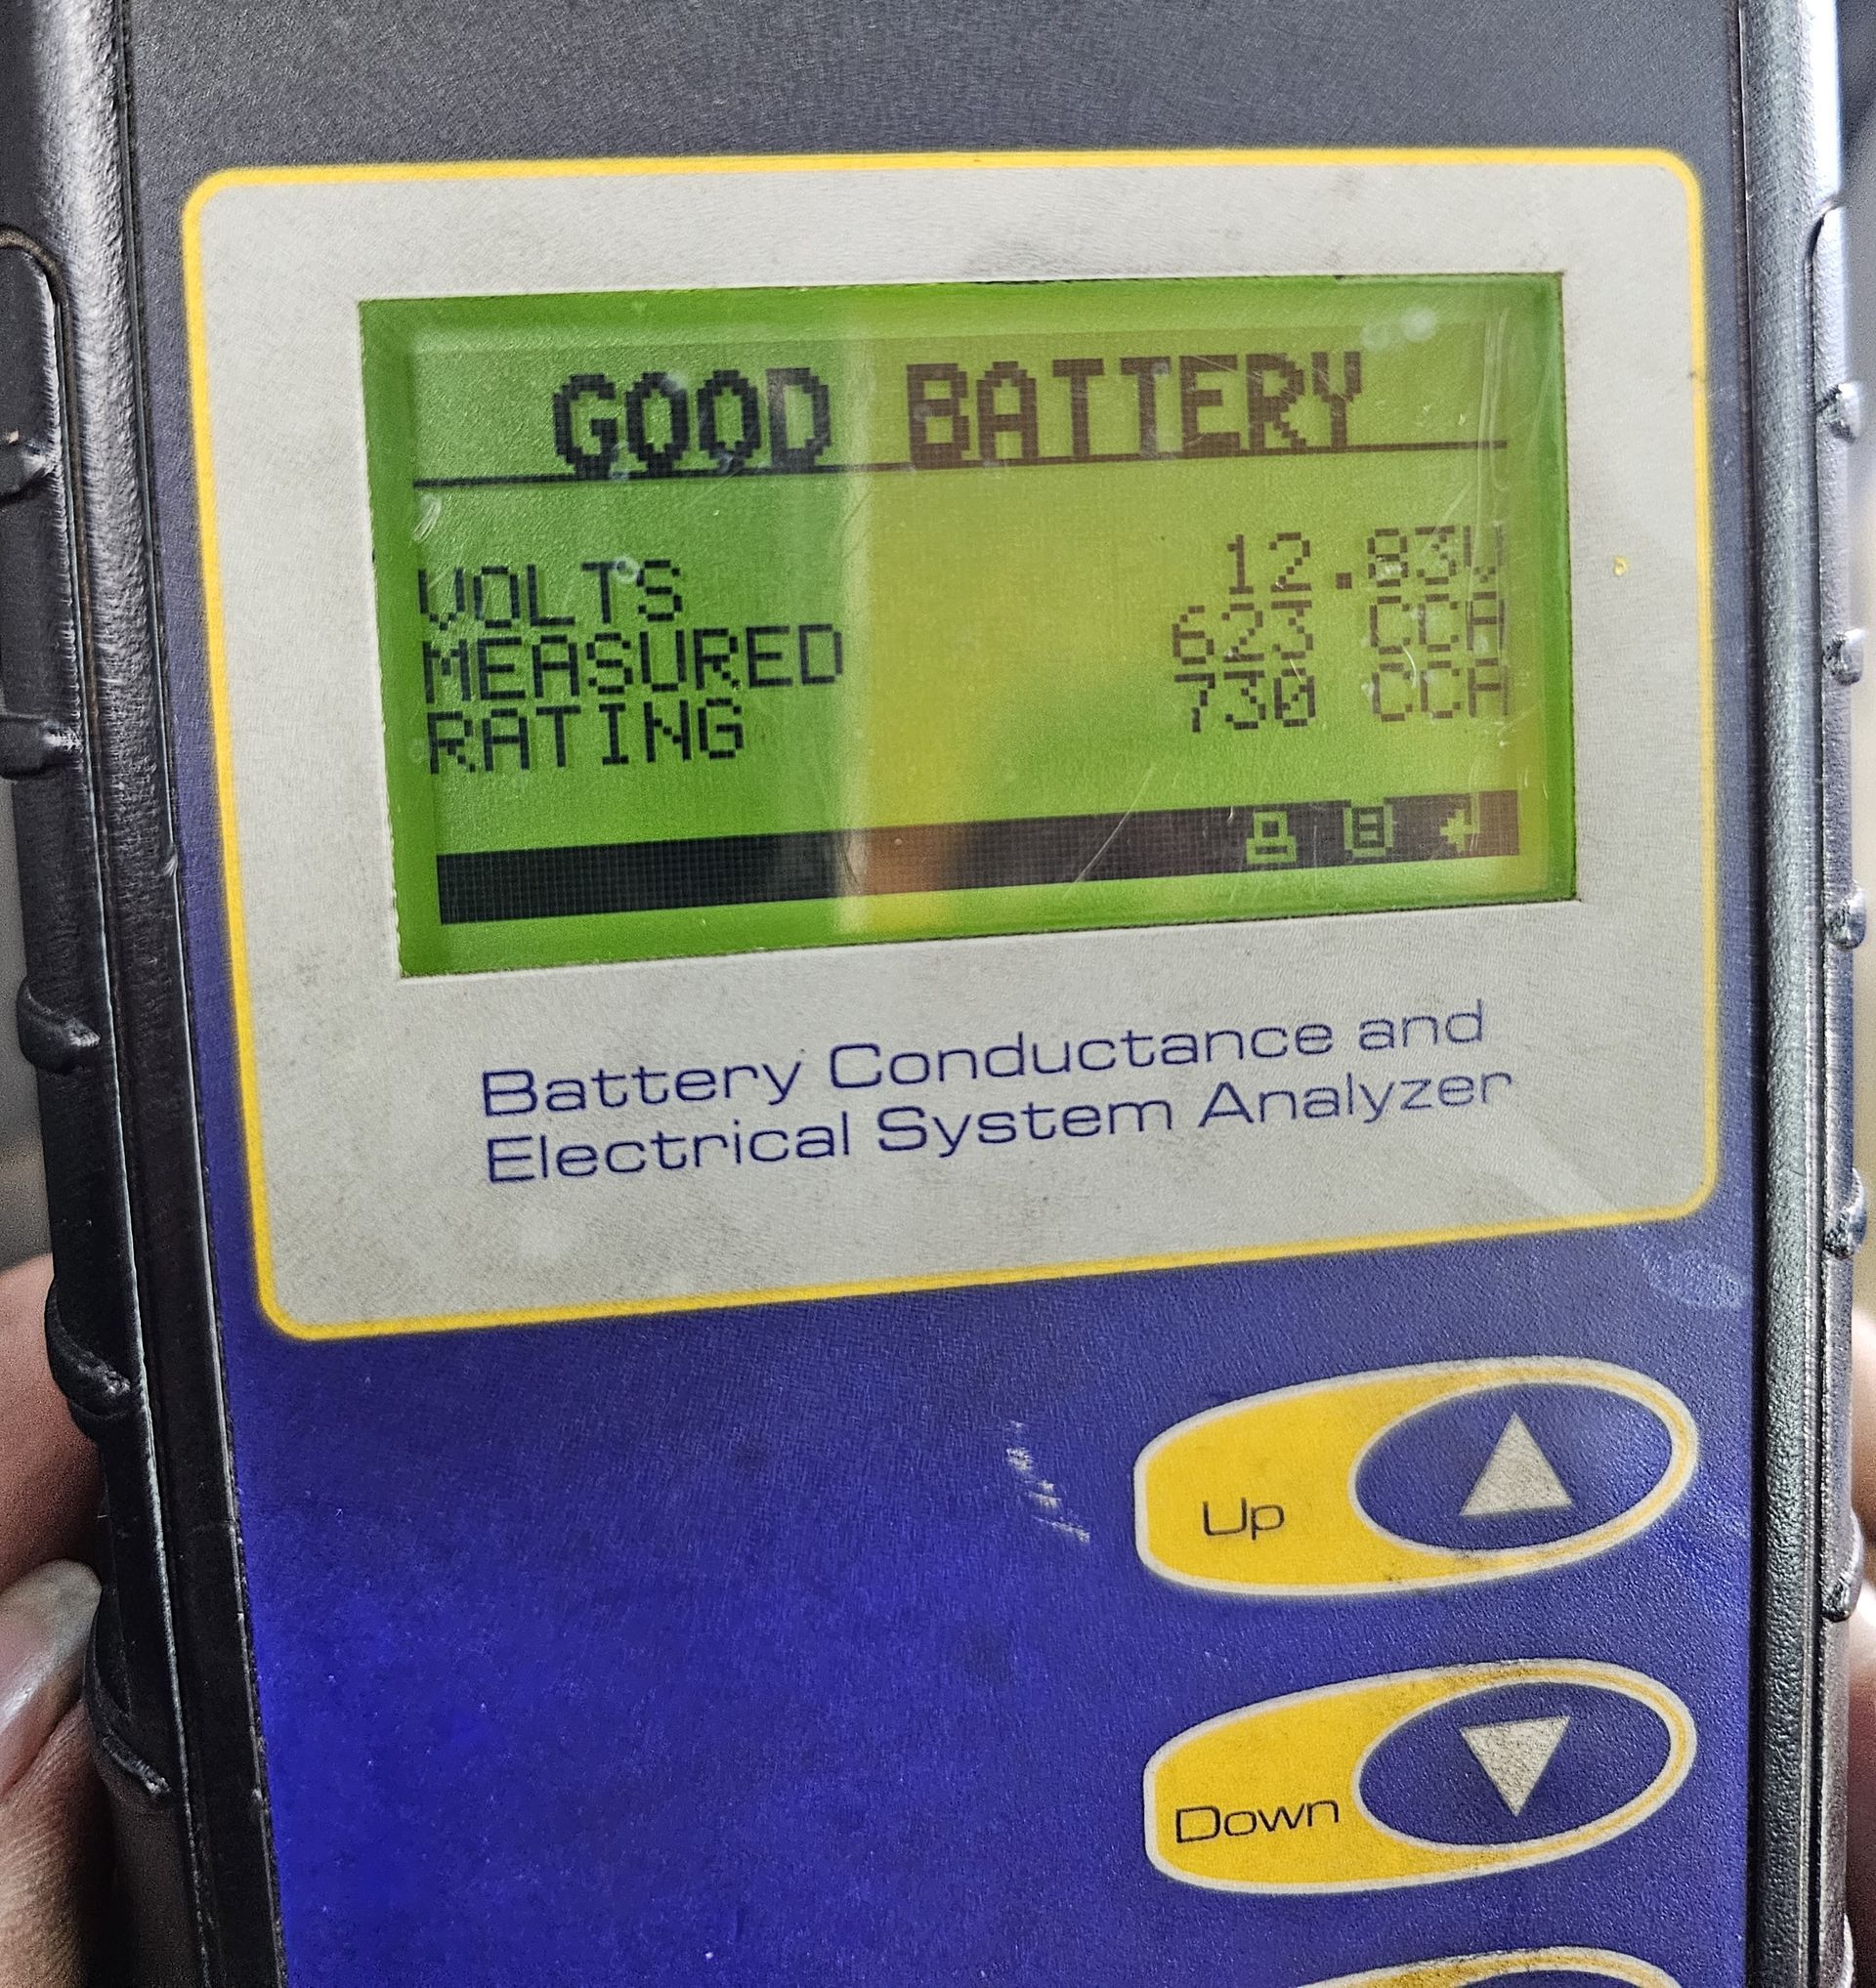 GOOD BATTERY
VOLTS 12.83V
MEASURED 623 CCA
RATING 730 CCA
Battery Conductance and
Electrical System Analyzer
Up
Down